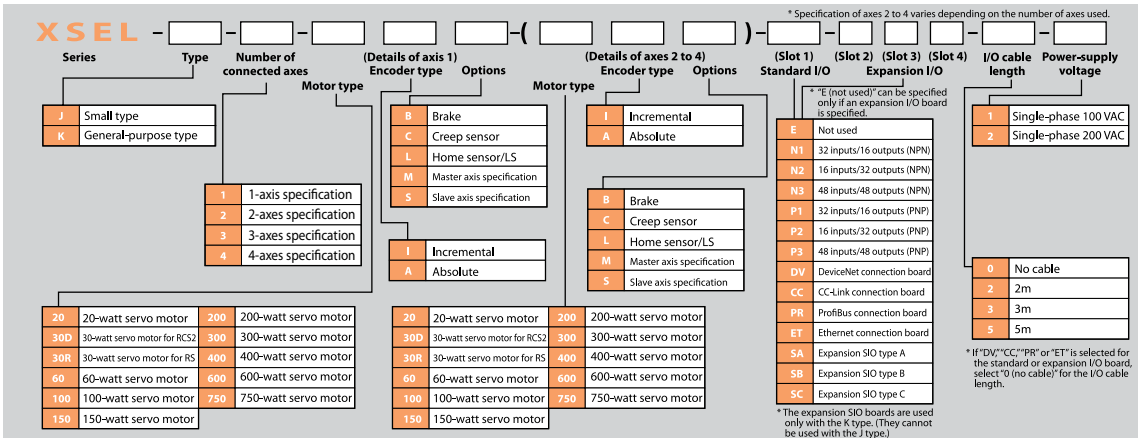 * Specification of axes 2 to 4 varies depending on the number of axes used.
XSEL - - - - ( ) - - - -
Series
Type
Number of
connected axes
Motor type
(Details of axis 1)
Encoder type
Options
Motor type
(Details of axes 2 to 4)
Encoder type
Options
(Slot 1)
Standard I/O
(Slot 2) (Slot 3) (Slot 4)
Expansion I/O
I/O cable
length
Power-supply
voltage
J Small type
K General-purpose type
1 1-axis specification
2 2-axes specification
3 3-axes specification
4 4-axes specification
20 20-watt servo motor 200 200-watt servo motor
30D 30-watt servo motor for RCS2 300 300-watt servo motor
30R 30-watt servo motor for RS 400 400-watt servo motor
60 60-watt servo motor 600 600-watt servo motor
100 100-watt servo motor 750 750-watt servo motor
150 150-watt servo motor
I Incremental
A Absolute
B Brake
C Creep sensor
L Home sensor/LS
M Master axis specification
S Slave axis specification
20 20-watt servo motor 200 200-watt servo motor
30D 30-watt servo motor for RCS2 300 300-watt servo motor
30R 30-watt servo motor for RS 400 400-watt servo motor
60 60-watt servo motor 600 600-watt servo motor
100 100-watt servo motor 750 750-watt servo motor
150 150-watt servo motor
I Incremental
A Absolute
B Brake
C Creep sensor
L Home sensor/LS
M Master axis specification
S Slave axis specification
* "E (not used)" can be specified
only if an expansion I/O board
is specified.
E Not used
N1 32 inputs/16 outputs (NPN)
N2 16 inputs/32 outputs (NPN)
N3 48 inputs/48 outputs (NPN)
P1 32 inputs/16 outputs (PNP)
P2 16 inputs/32 outputs (PNP)
P3 48 inputs/48 outputs (PNP)
DV DeviceNet connection board
CC CC-Link connection board
PR ProfiBus connection board
ET Ethernet connection board
SA Expansion SIO type A
SB Expansion SIO type B
SC Expansion SIO type C
* The expansion SIO boards are used
only with the K type. (They cannot
be used with the J type.)
1 Single-phase 100 VAC
2 Single-phase 200 VAC
0 No cable
2 2m
3 3m
5 5m
* If "DV," "CC," "PR" or "ET" is selected for
the standard or expansion I/O board,
select "0 (no cable)" for the I/O cable
length.